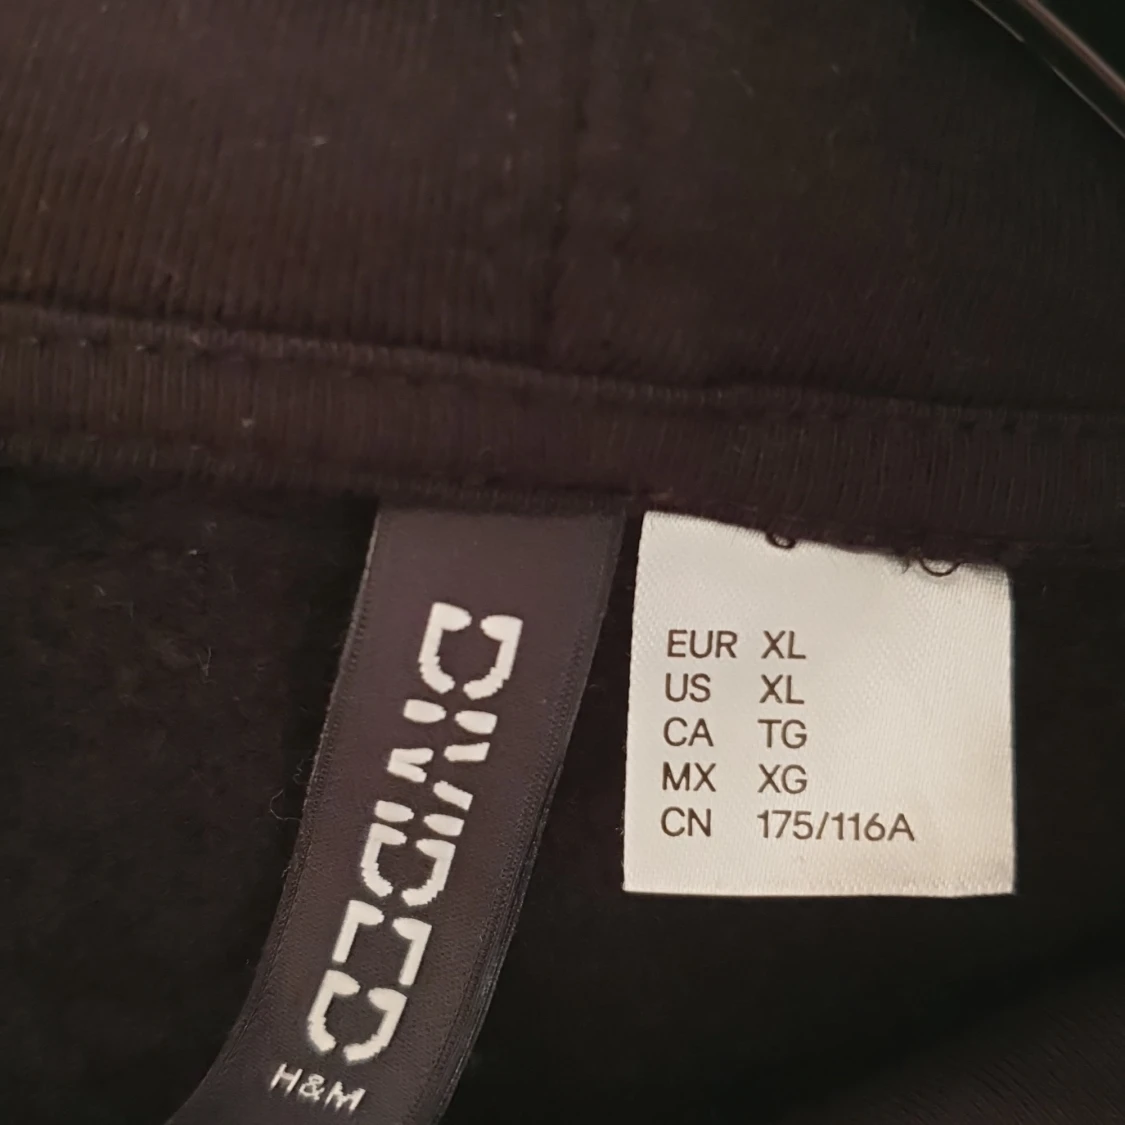 DIVIDED
H&M
EUR XL
US XL
CA TG
MX XG
CN 175/116A